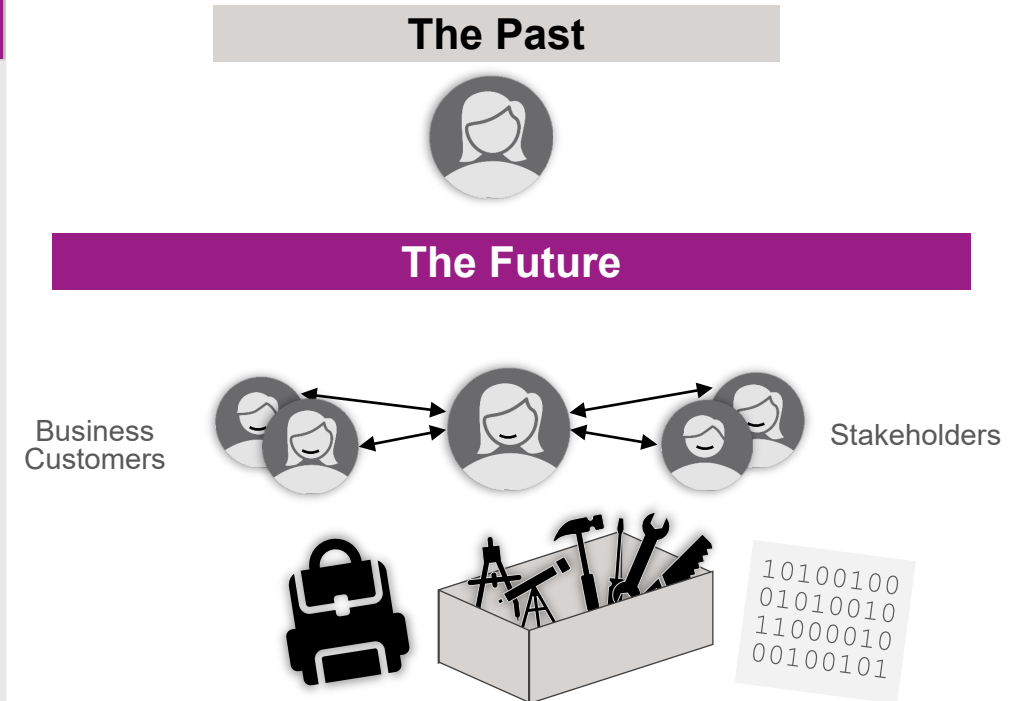 The Past
The Future
Business
Customers
Stakeholders
10100100
01010010
11000010
00100101